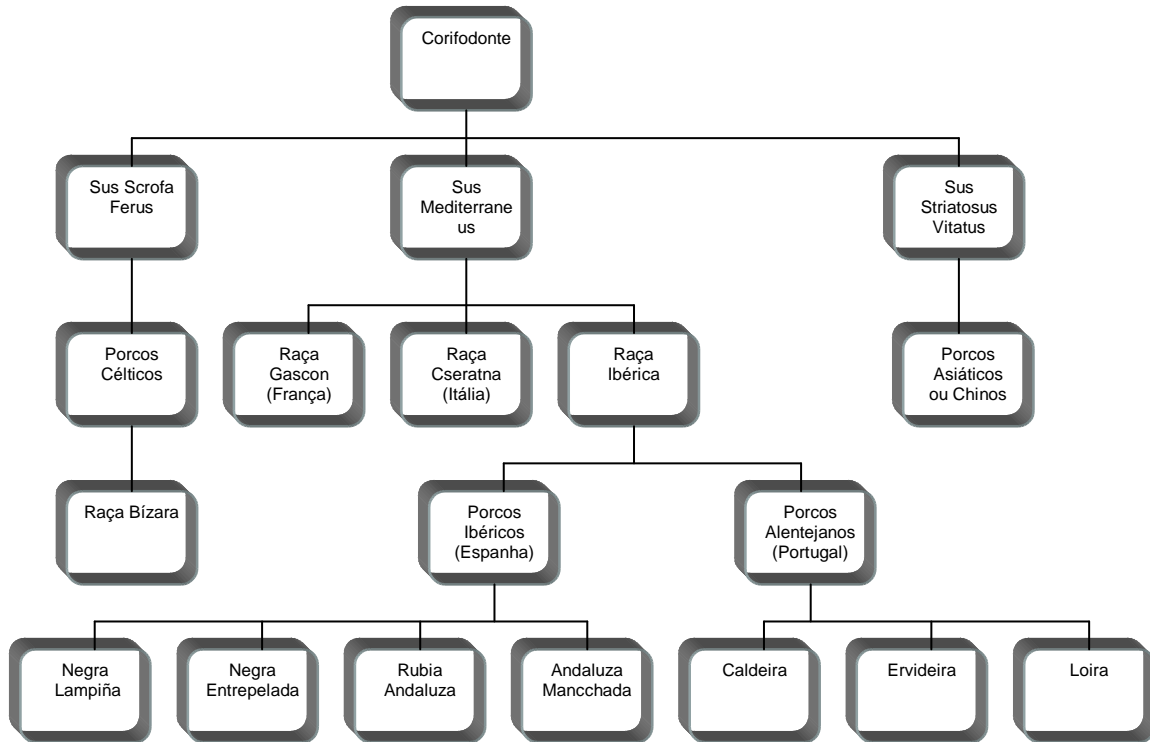 Corifodonte
Sus Scrofa
Ferus
Sus
Mediterrane
us
Sus
Striatosus
Vitatus
Porcos
Célticos
Raça
Gascon
(França)
Raça
Cseratna
(Itália)
Raça
Ibérica
Porcos
Asiáticos
ou Chinos
Raça Bízara
Porcos
Ibéricos
(Espanha)
Porcos
Alentejanos
(Portugal)
Negra
Lampiña
Negra
Entrepelada
Rubia
Andaluza
Andaluza
Mancchada
Caldeira
Ervideira
Loira